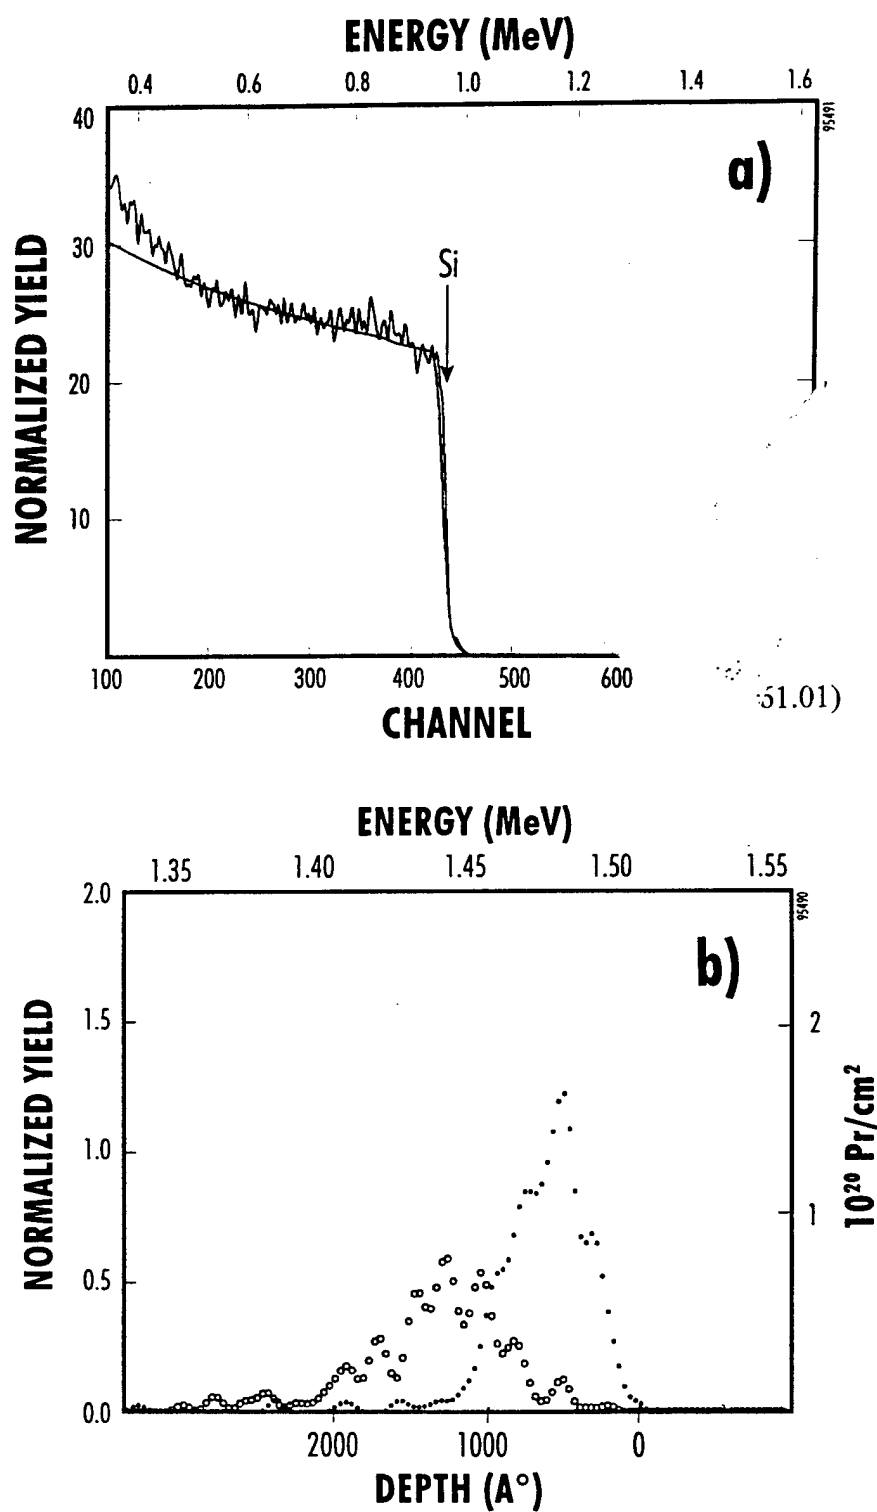 ENERGY (MeV)
0.4 0.6 0.8 1.0 1.2 1.4 1.6
40
95491
a)
30
Si
NORMALIZED YIELD
20
10
100 200 300 400 500 600
51.01)
CHANNEL
ENERGY (MeV)
1.35 1.40 1.45 1.50 1.55
2.0
95490
b)
1.5
2
NORMALIZED YIELD
1.0
1
10²⁰ Pr/cm²
0.5
0.0
2000 1000 0
DEPTH (A°)